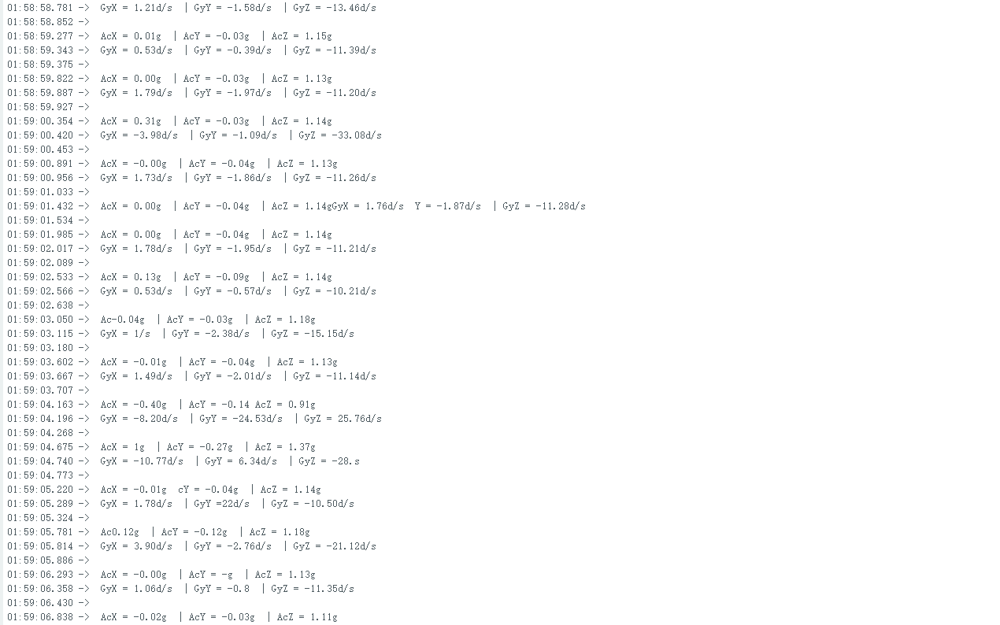 01:58:58.781 -> GyX = 1.21d/s | GyY = -1.58d/s | GyZ = -13.46d/s
01:58:58.852 ->
01:58:59.277 -> AcX = 0.01g | AcY = -0.03g | AcZ = 1.15g
01:58:59.343 -> GyX = 0.53d/s | GyY = -0.39d/s | GyZ = -11.39d/s
01:58:59.375 ->
01:58:59.822 -> AcX = 0.00g | AcY = -0.03g | AcZ = 1.13g
01:58:59.887 -> GyX = 1.79d/s | GyY = -1.97d/s | GyZ = -11.20d/s
01:58:59.927 ->
01:59:00.354 -> AcX = 0.31g | AcY = -0.03g | AcZ = 1.14g
01:59:00.420 -> GyX = -3.98d/s | GyY = -1.09d/s | GyZ = -33.08d/s
01:59:00.453 ->
01:59:00.891 -> AcX = -0.00g | AcY = -0.04g | AcZ = 1.13g
01:59:00.956 -> GyX = 1.73d/s | GyY = -1.86d/s | GyZ = -11.26d/s
01:59:01.033 ->
01:59:01.432 -> AcX = 0.00g | AcY = -0.04g | AcZ = 1.14gGyX = 1.76d/s Y = -1.87d/s | GyZ = -11.28d/s
01:59:01.534 ->
01:59:01.985 -> AcX = 0.00g | AcY = -0.04g | AcZ = 1.14g
01:59:02.017 -> GyX = 1.78d/s | GyY = -1.95d/s | GyZ = -11.21d/s
01:59:02.089 ->
01:59:02.533 -> AcX = 0.13g | AcY = -0.09g | AcZ = 1.14g
01:59:02.566 -> GyX = 0.53d/s | GyY = -0.57d/s | GyZ = -10.21d/s
01:59:02.638 ->
01:59:03.050 -> Ac-0.04g | AcY = -0.03g | AcZ = 1.18g
01:59:03.115 -> GyX = 1/s | GyY = -2.38d/s | GyZ = -15.15d/s
01:59:03.180 ->
01:59:03.602 -> AcX = -0.01g | AcY = -0.04g | AcZ = 1.13g
01:59:03.667 -> GyX = 1.49d/s | GyY = -2.01d/s | GyZ = -11.14d/s
01:59:03.707 ->
01:59:04.163 -> AcX = -0.40g | AcY = -0.14 AcZ = 0.91g
01:59:04.196 -> GyX = -8.20d/s | GyY = -24.53d/s | GyZ = 25.76d/s
01:59:04.268 ->
01:59:04.675 -> AcX = 1g | AcY = -0.27g | AcZ = 1.37g
01:59:04.740 -> GyX = -10.77d/s | GyY = 6.34d/s | GyZ = -28.s
01:59:04.773 ->
01:59:05.220 -> AcX = -0.01g cY = -0.04g | AcZ = 1.14g
01:59:05.289 -> GyX = 1.78d/s | GyY =22d/s | GyZ = -10.50d/s
01:59:05.324 ->
01:59:05.781 -> Ac0.12g | AcY = -0.12g | AcZ = 1.18g
01:59:05.814 -> GyX = 3.90d/s | GyY = -2.76d/s | GyZ = -21.12d/s
01:59:05.886 ->
01:59:06.293 -> AcX = -0.00g | AcY = -g | AcZ = 1.13g
01:59:06.358 -> GyX = 1.06d/s | GyY = -0.8 | GyZ = -11.35d/s
01:59:06.430 ->
01:59:06.838 -> AcX = -0.02g | AcY = -0.03g | AcZ = 1.11g